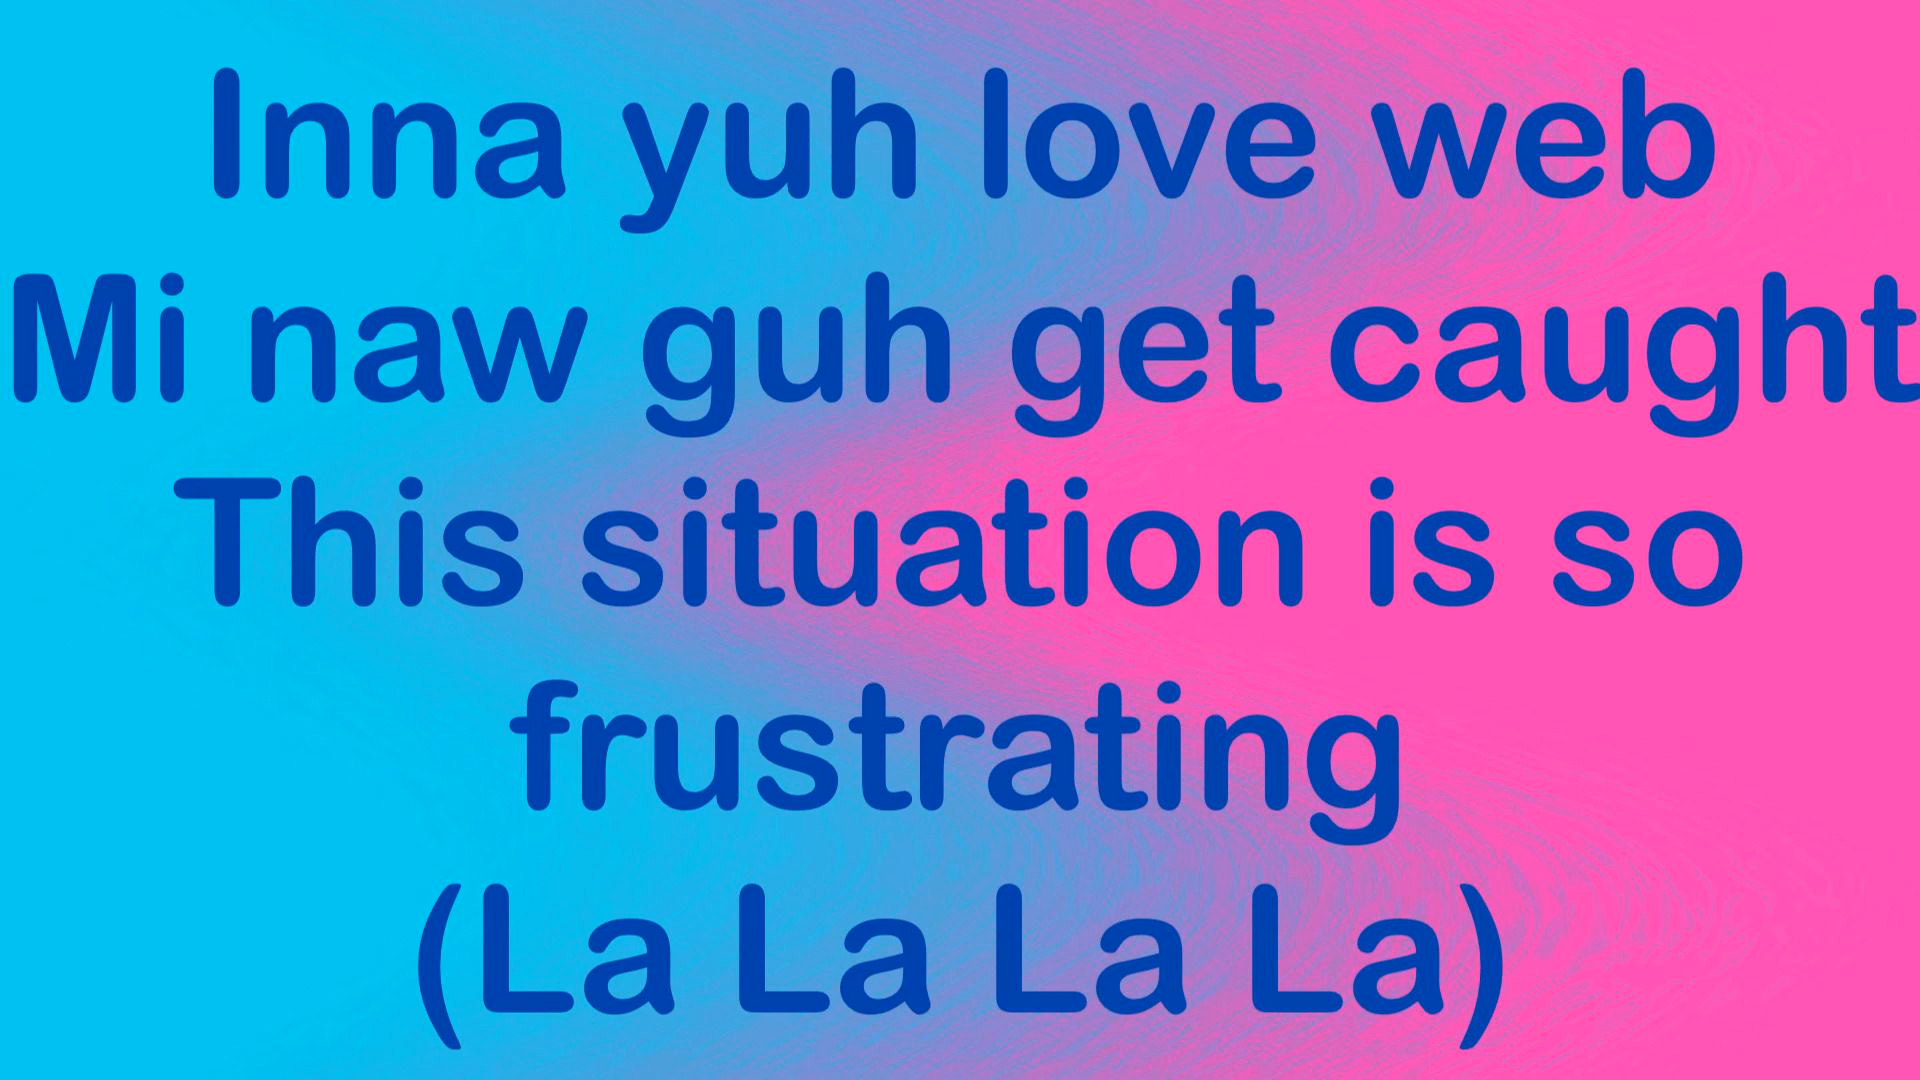 Inna yuh love web
Mi naw guh get caught
This situation is so
frustrating
(La La La La)